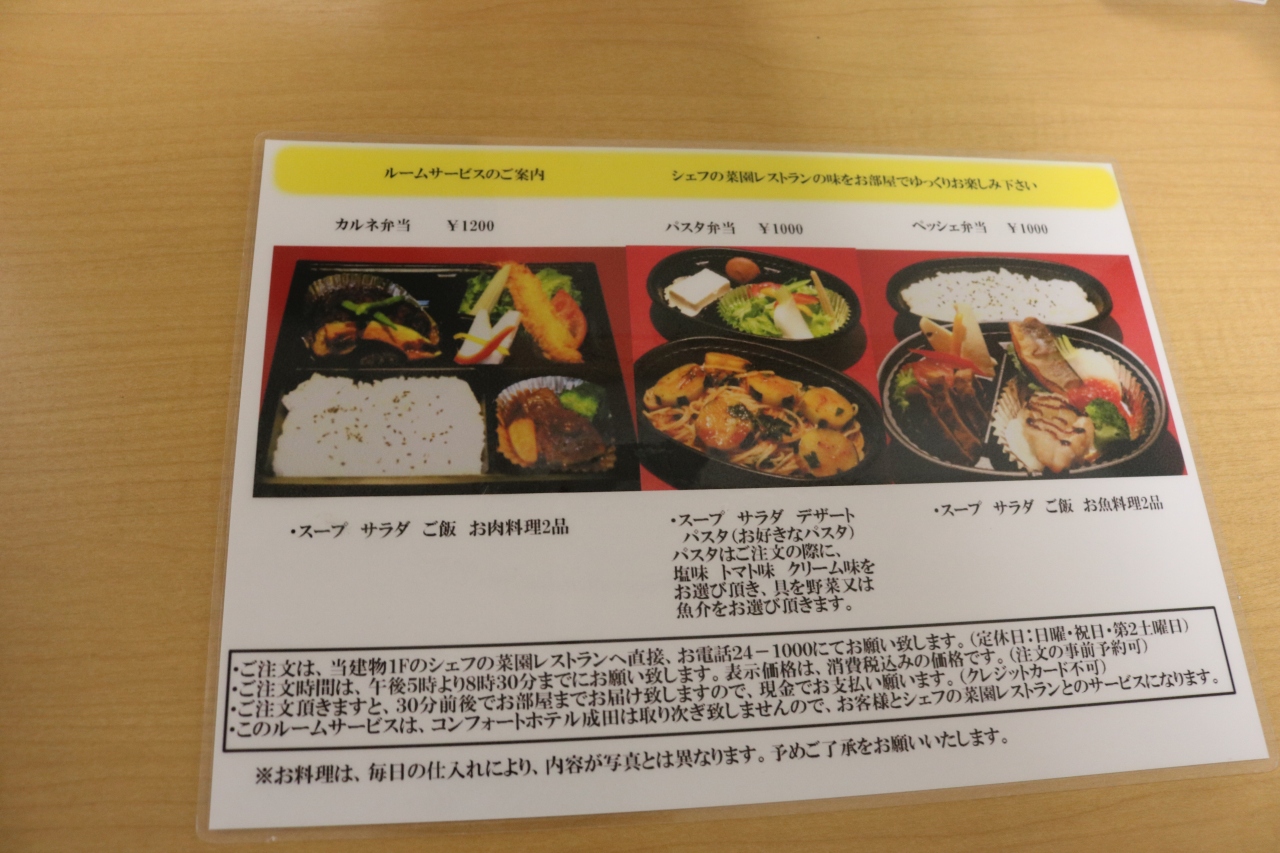 ルームサービスのご案内 シェフの菜園レストランの味をお部屋でゆっくりお楽しみ下さい
カルネ弁当 ¥1200 パスタ弁当 ¥1000 ペッシェ弁当 ¥1000
・スープ サラダ ご飯 お肉料理2品
・スープ サラダ デザート
パスタ(お好きなパスタ)
パスタはご注文の際に、
塩味 トマト味 クリーム味を
お選び頂き、具を野菜又は
魚介をお選び頂きます。
・スープ サラダ ご飯 お魚料理2品
・ご注文は、当建物1Fのシェフの菜園レストランへ直接、お電話24-1000にてお願い致します。(定休日:日曜・祝日・第2土曜日)
・ご注文時間は、午後5時より8時30分までにお願い致します。表示価格は、消費税込みの価格です。(注文の事前予約可)
・ご注文頂きますと、30分前後でお部屋までお届け致しますので、現金でお支払い願います。(クレジットカード不可)
・このルームサービスは、コンフォートホテル成田は取り次ぎ致しませんので、お客様とシェフの菜園レストランとのサービスになります。
※お料理は、毎日の仕入れにより、内容が写真とは異なります。予めご了承をお願いいたします。